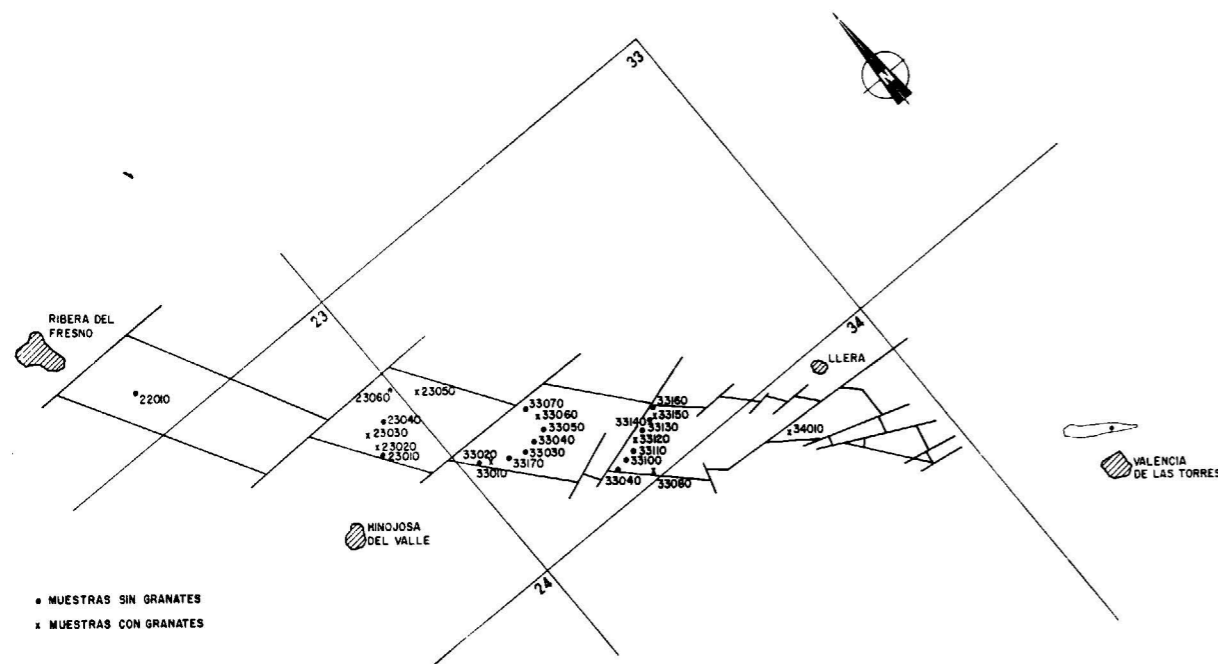 33
N
23
34
RIBERA DEL
FRESNO
LLERA
22010
23060
23050
23040
23030
23020
23010
33070
33060
33050
33040
33030
33020
33010
33170
33160
33150
33140
33130
33120
33110
33100
33040
33080
34010
VALENCIA
DE LAS TORRES
HINOJOSA
DEL VALLE
24
• MUESTRAS SIN GRANATES
x MUESTRAS CON GRANATES